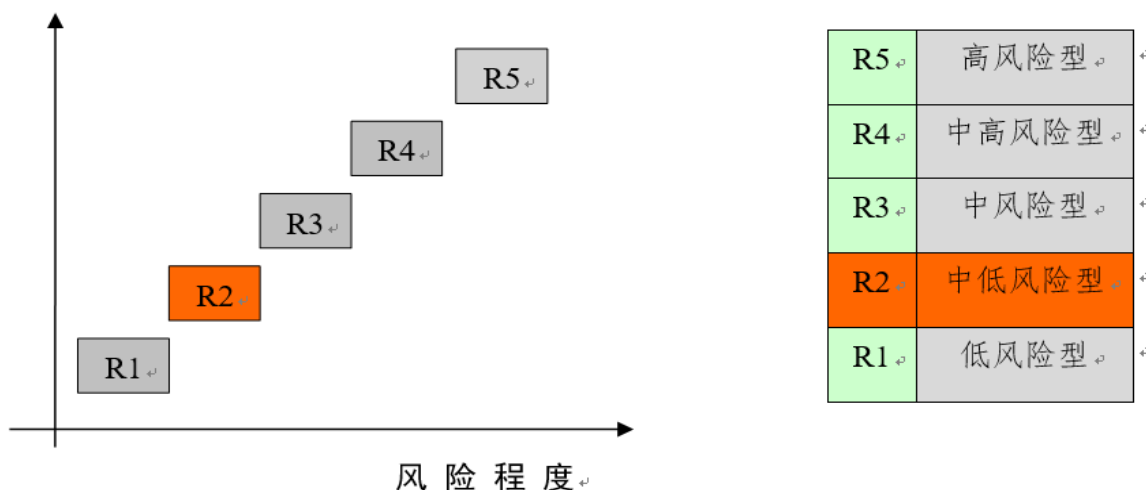 R5
R4
R3
R2
R1
风险程度
R5 高风险型
R4 中高风险型
R3 中风险型
R2 中低风险型
R1 低风险型